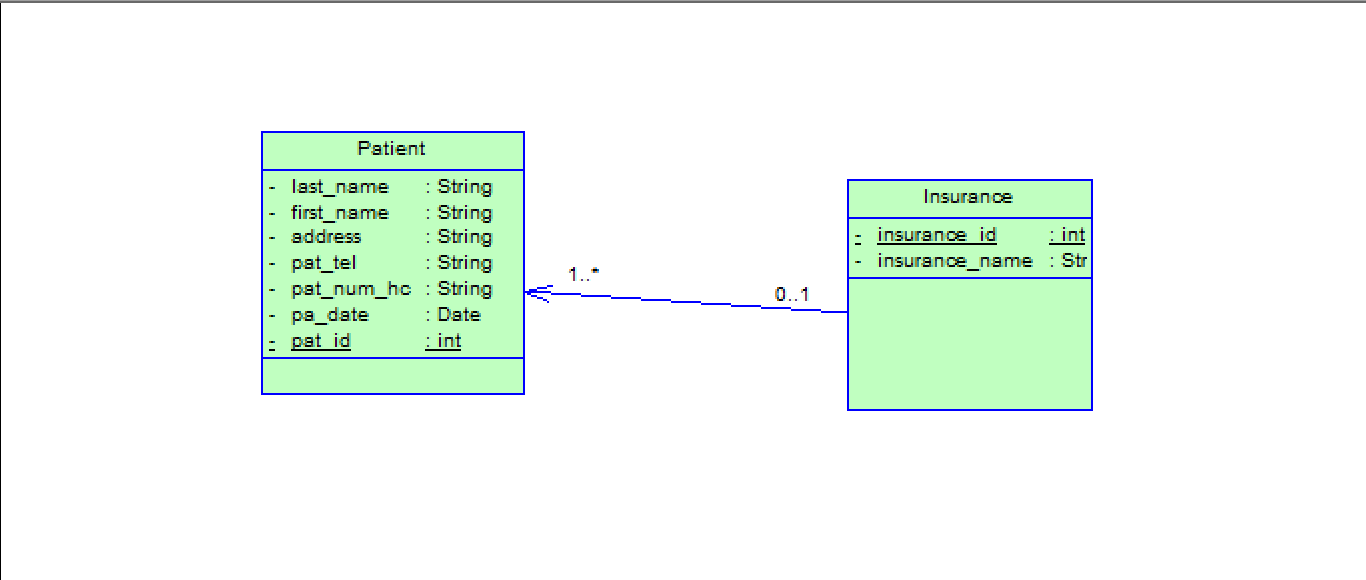 Patient
- last_name : String
- first_name : String
- address : String
- pat_tel : String
- pat_num_hc : String
- pa_date : Date
- pat_id : int
1..*
0..1
Insurance
- insurance_id : int
- insurance_name : Str